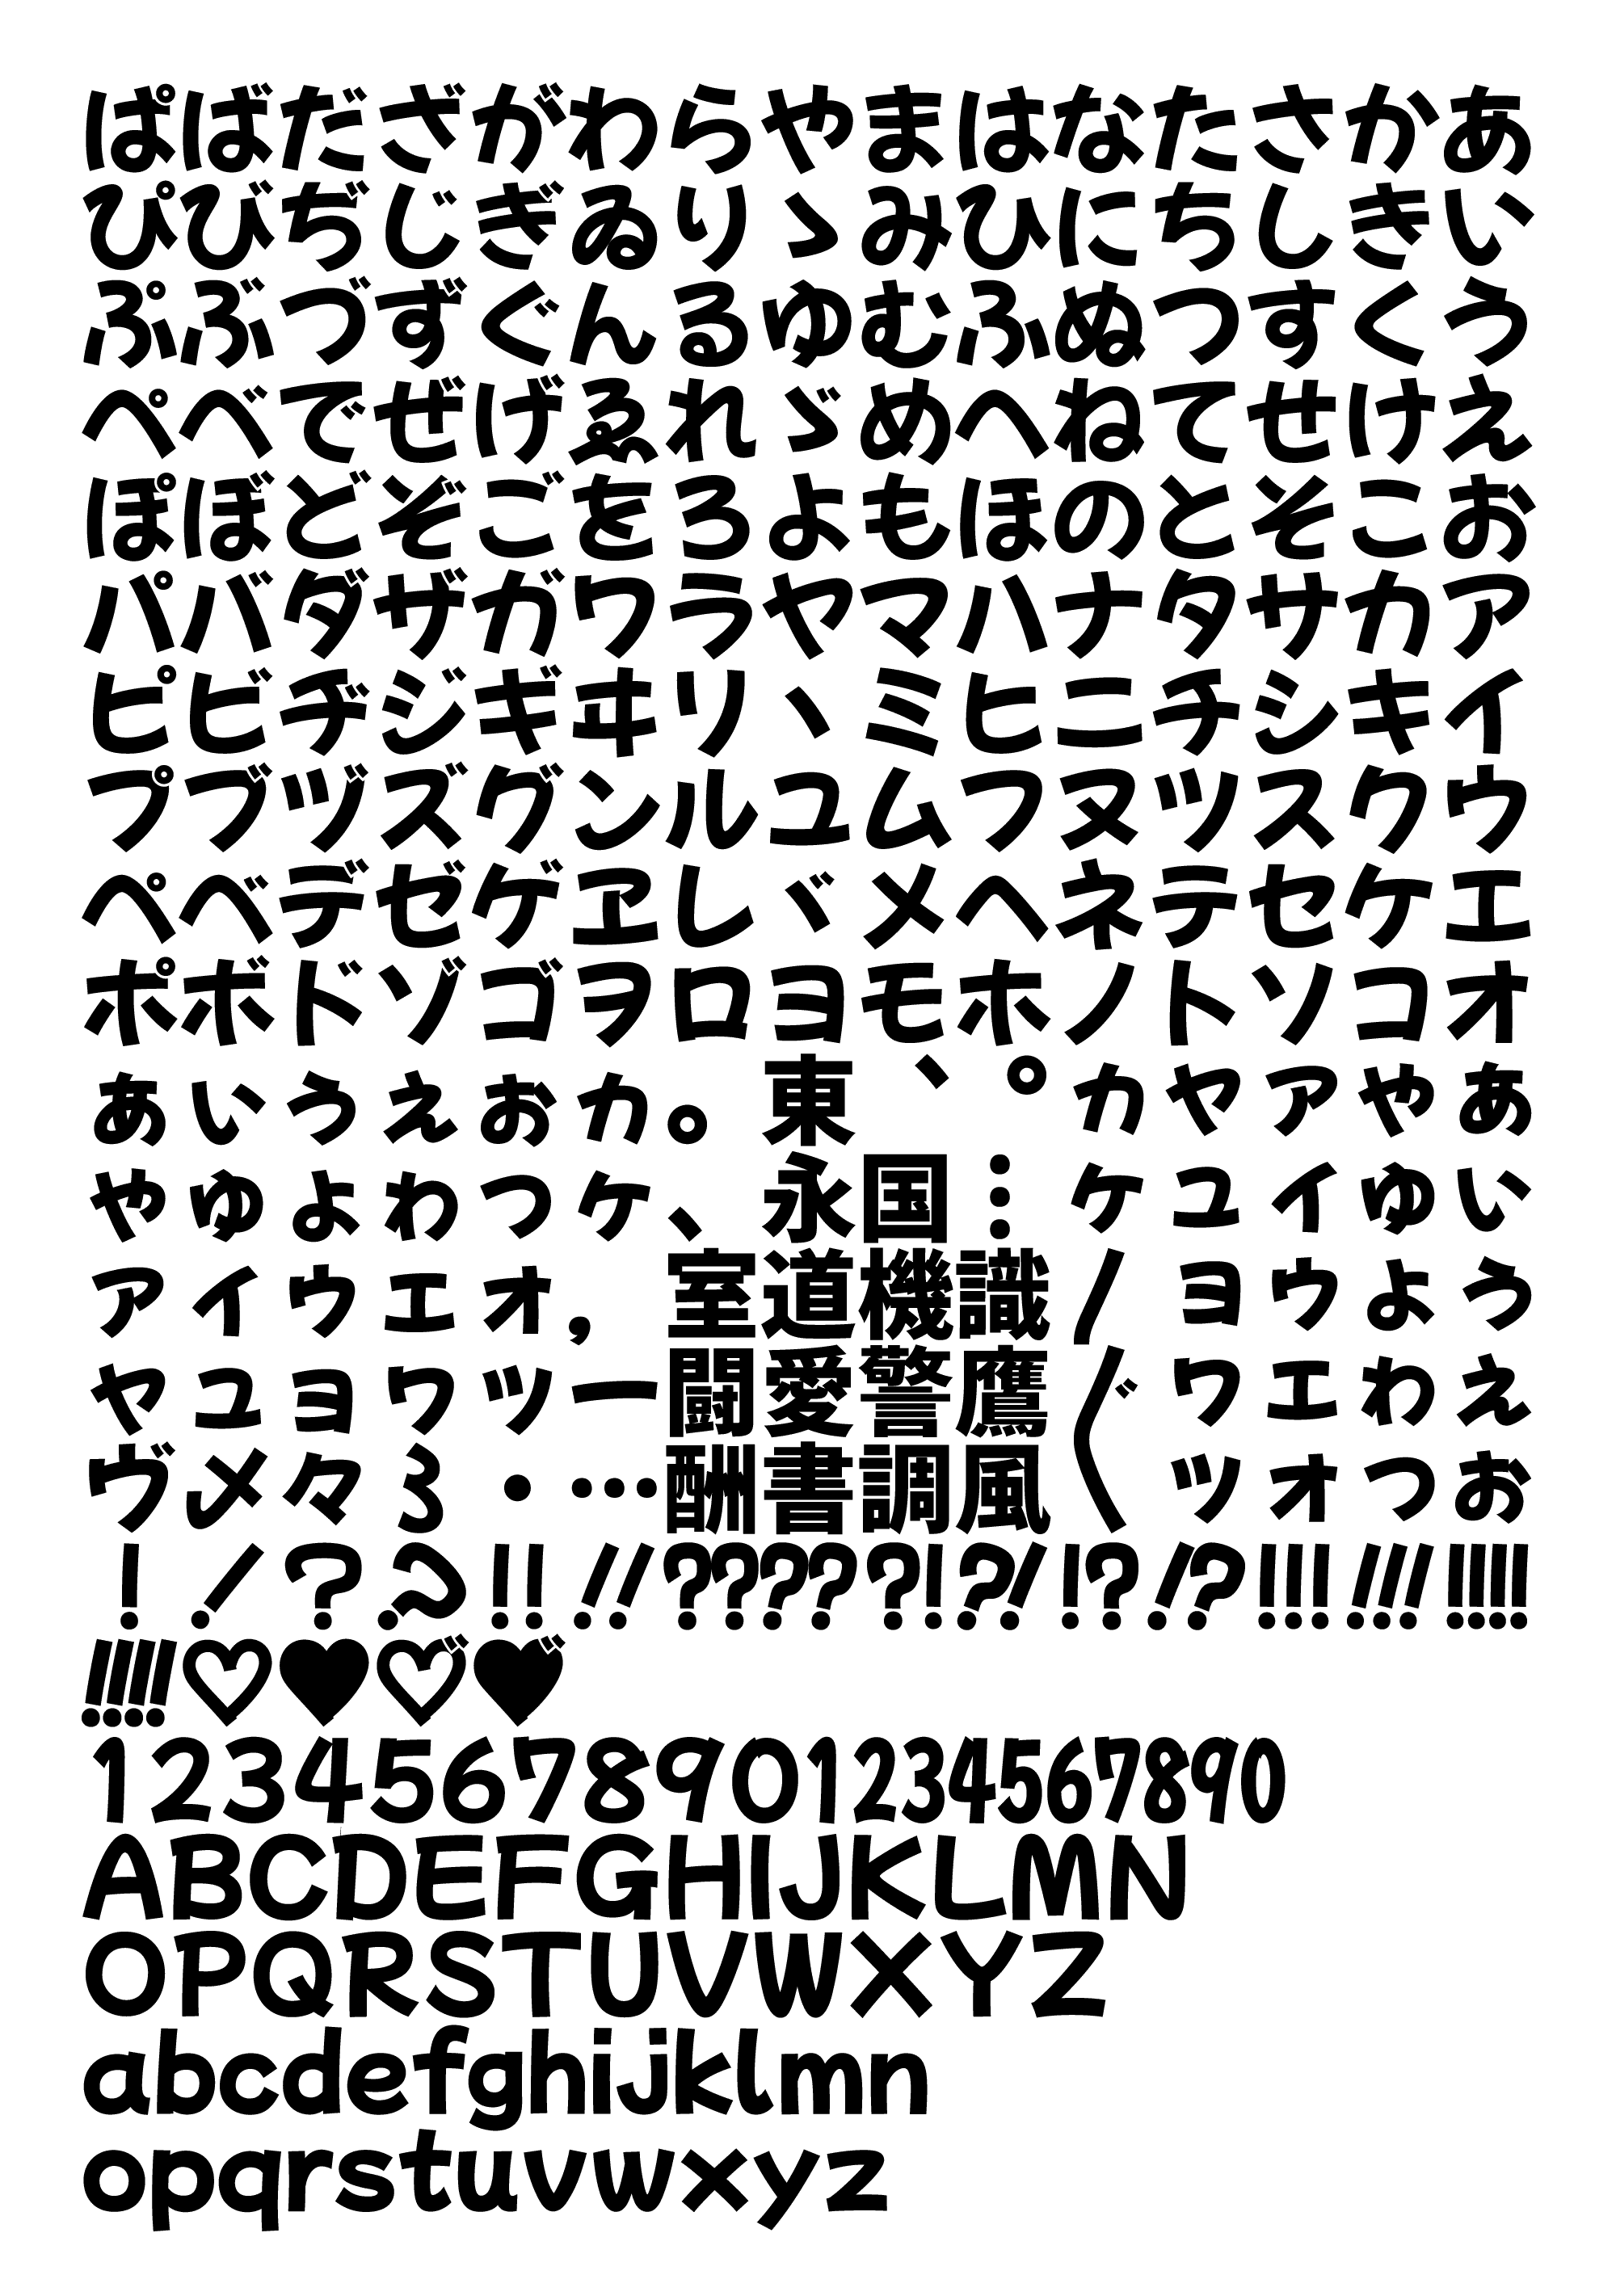 ぱばだざがわらやまはなたさかあ
ぴびぢじぎゐりゝみひにちしきい
ぷぶづずぐんるゆむふぬつすくう
ぺべでぜげゑれゞめへねてせけえ
ぽぼどぞごをろよもほのとそこお
パバダザガワラヤマハナタサカア
ピビヂジギヰリヽミヒニチシキイ
プブヅズグンルユムフヌツスクウ
ペベデゼゲヱレヾメヘネテセケエ
ポボドゾゴヲロヨモホノトソコオ
ぁぃぅぇぉヵ。東、。ヵャァゃぁ
ゃゅょゎっヶ、永国︙ヶュィゅぃ
ァィゥェォ,室道機識〳ョゥょぅ
ャュョヮッー闘愛警鷹〴ヮェゎぇ
ヴ〆々〻・…酬書調風〵ッォっぉ
!!??!!!!?????!?!!?!?!!!!!!!!!!
!!!!♡♥♡゛♥゛
12345678901234567890
ABCDEFGHIJKLMN
OPQRSTUVWXYZ
abcdefghijklmn
opqrstuvwxyz